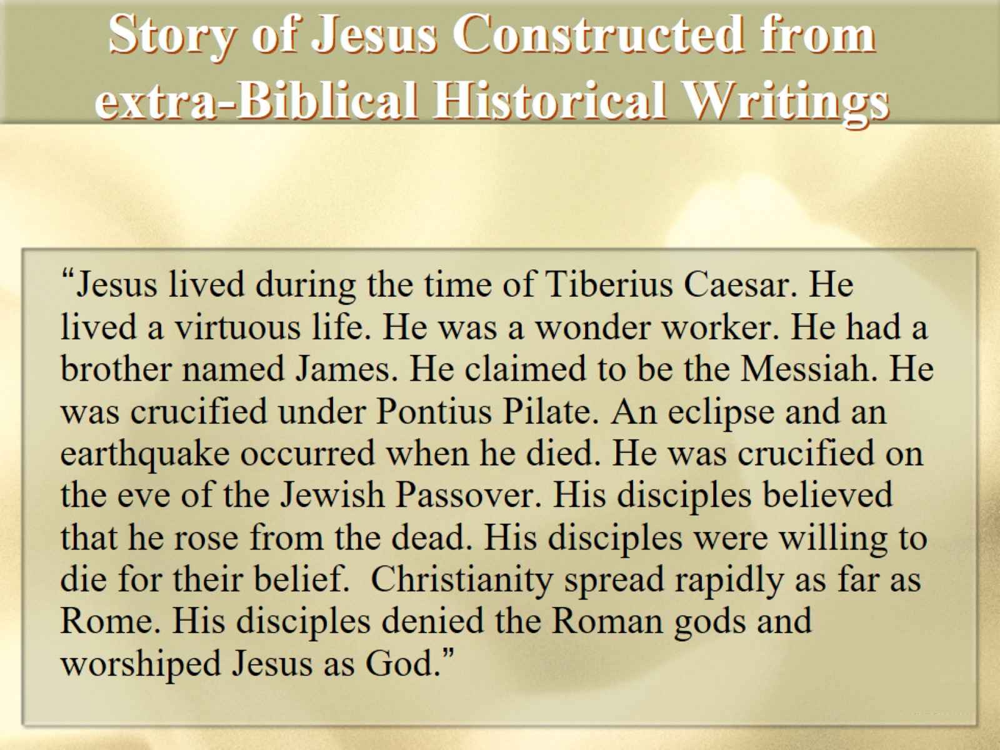 Story of Jesus Constructed from
extra-Biblical Historical Writings
“Jesus lived during the time of Tiberius Caesar. He
lived a virtuous life. He was a wonder worker. He had a
brother named James. He claimed to be the Messiah. He
was crucified under Pontius Pilate. An eclipse and an
earthquake occurred when he died. He was crucified on
the eve of the Jewish Passover. His disciples believed
that he rose from the dead. His disciples were willing to
die for their belief.  Christianity spread rapidly as far as
Rome. His disciples denied the Roman gods and
worshiped Jesus as God.”